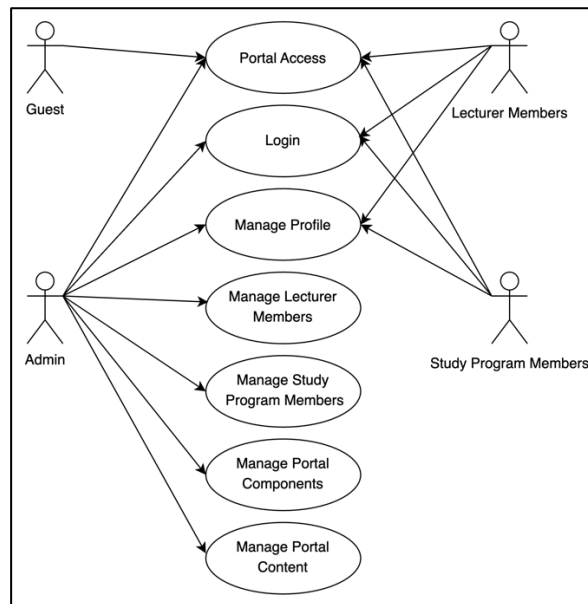 Portal Access
Guest
Lecturer Members
Login
Manage Profile
Manage Lecturer
Members
Admin
Study Program Members
Manage Study
Program Members
Manage Portal
Components
Manage Portal
Content